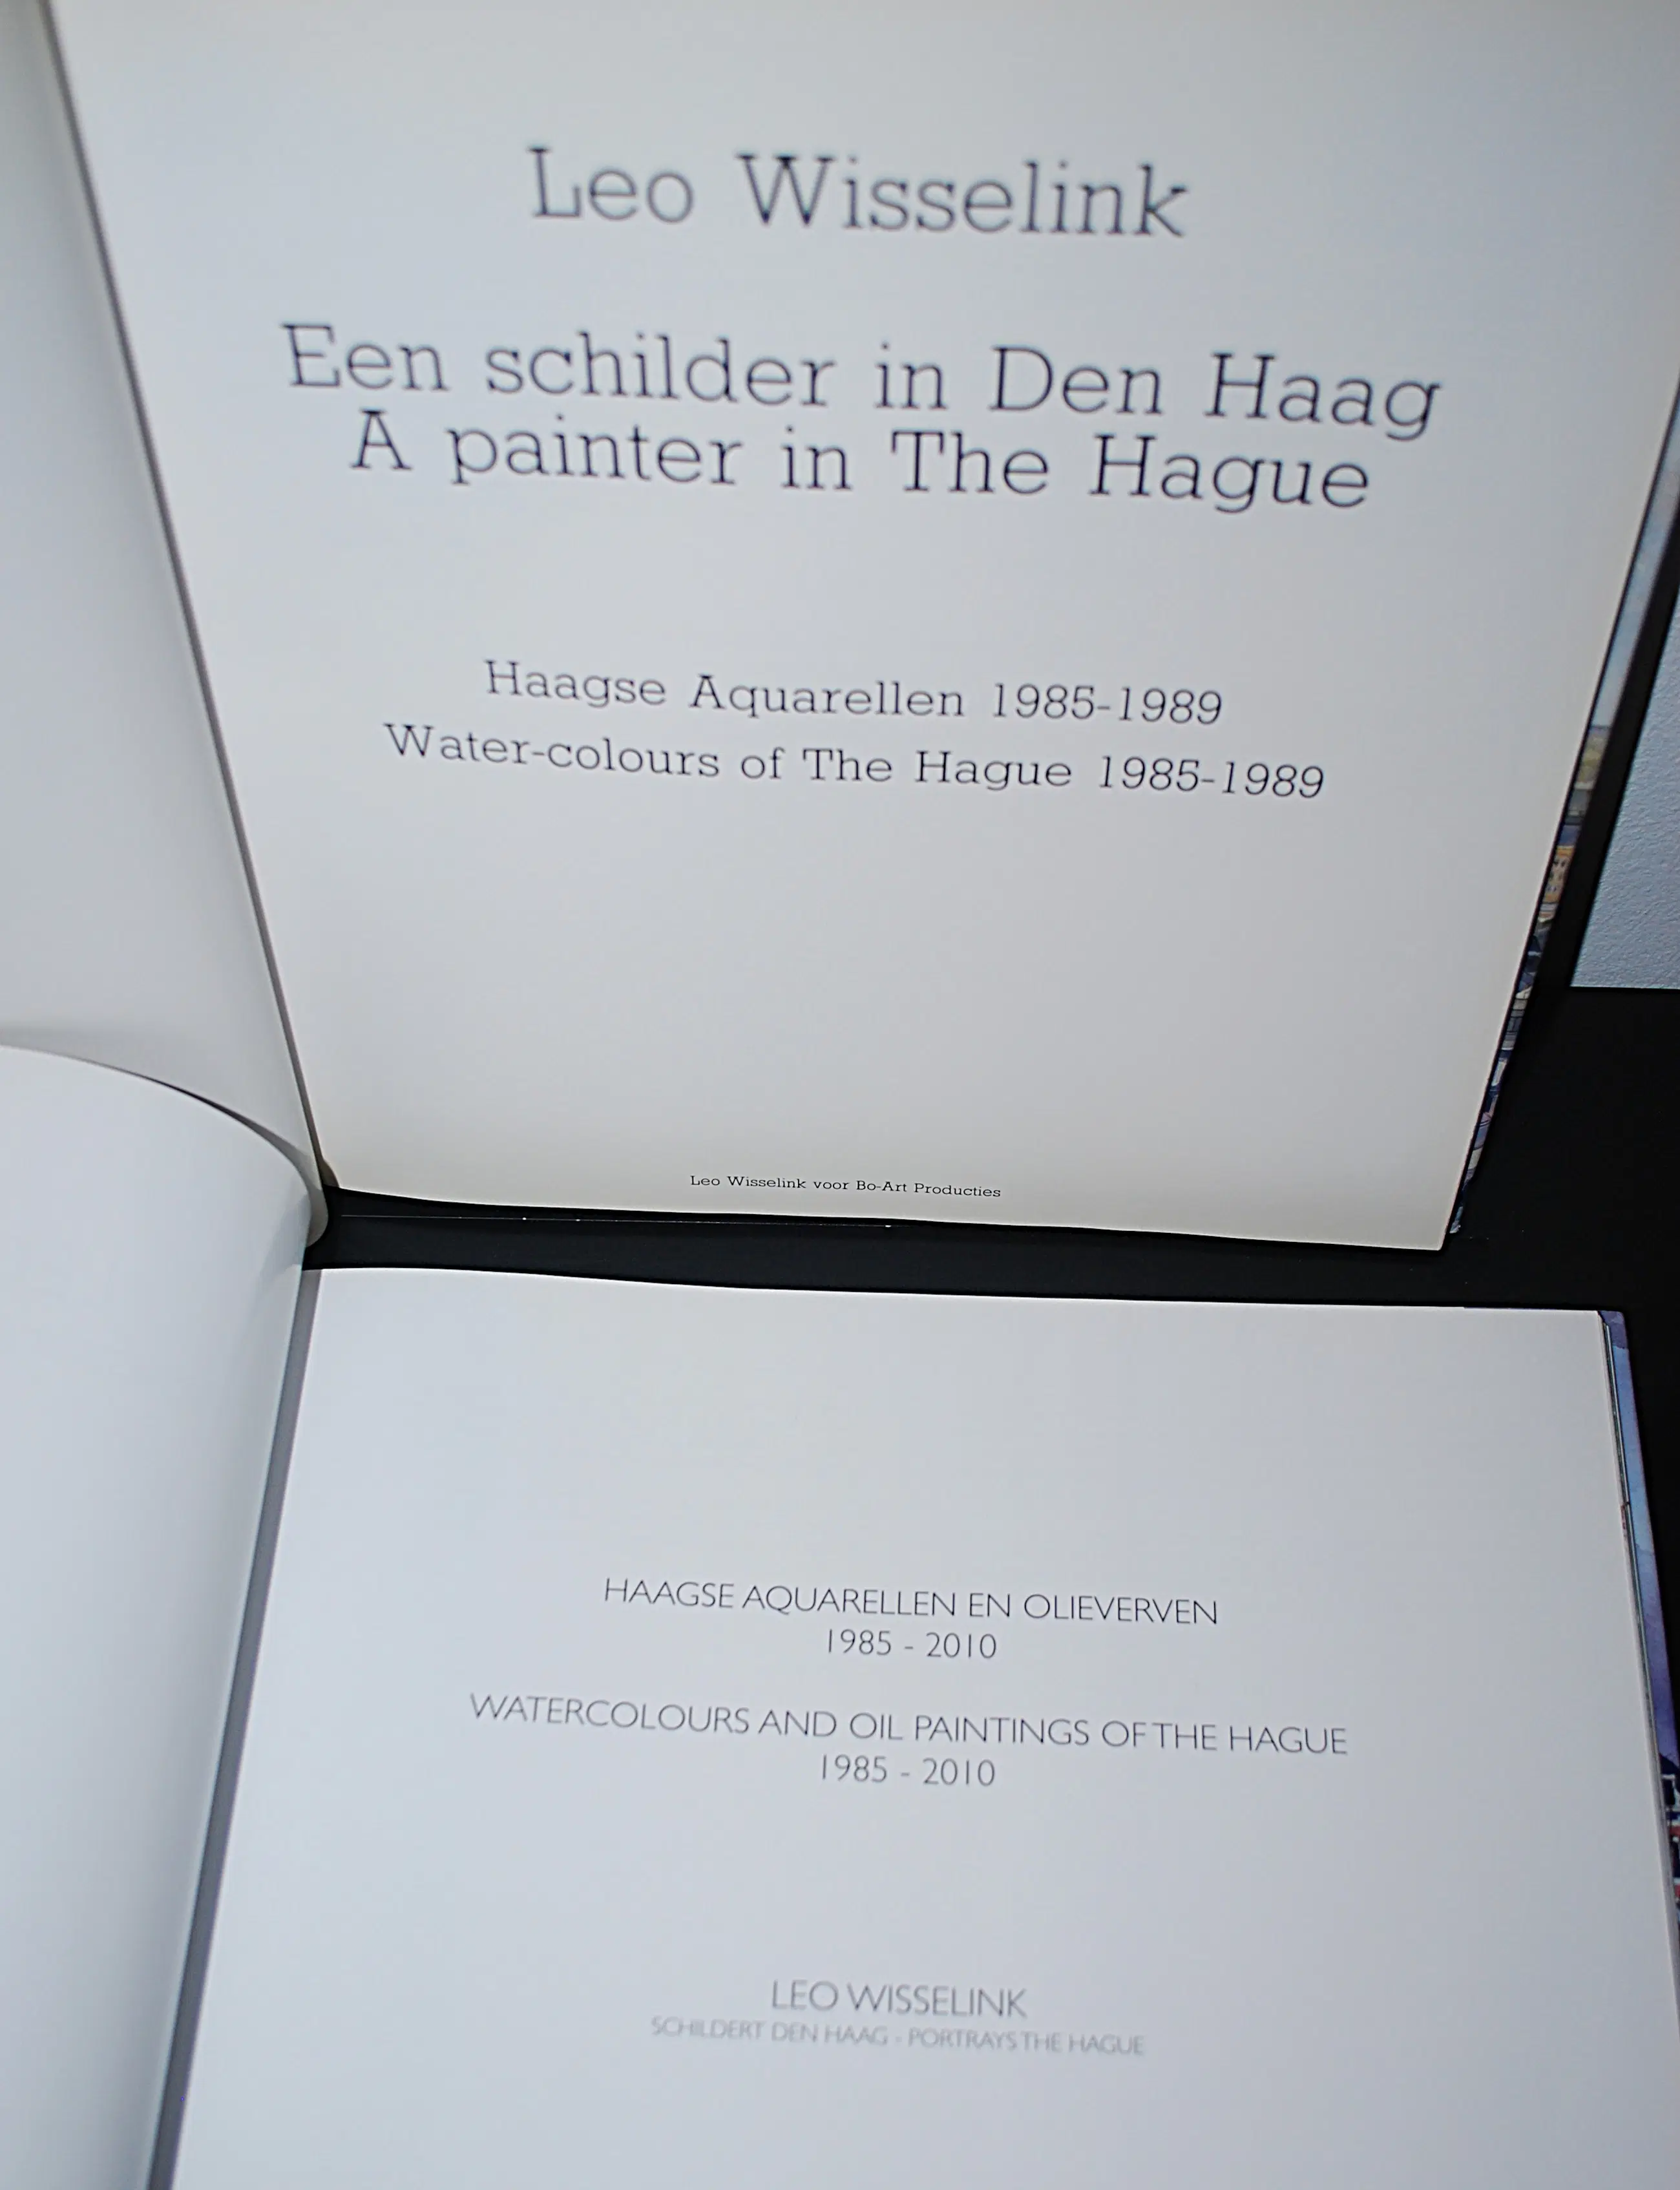 Leo Wisselink
Een schilder in Den Haag
A painter in The Hague
Haagse Aquarellen 1985-1989
Water-colours of The Hague 1985-1989
Leo Wisselink voor Bo-Art Producties
HAAGSE AQUARELLEN EN OLIEVERVEN
1985 - 2010
WATERCOLOURS AND OIL PAINTINGS OF THE HAGUE
1985 - 2010
LEO WISSELINK
SCHILDERT DEN HAAG - PORTRAYS THE HAGUE